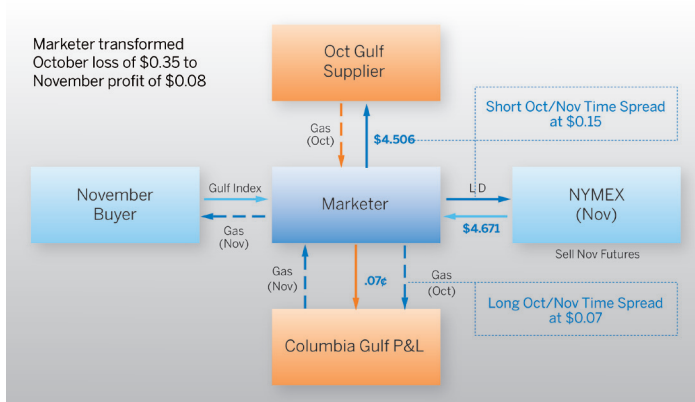 Marketer transformed
October loss of $0.35 to
November profit of $0.08
Oct Gulf
Supplier
Short Oct/Nov Time Spread
at $0.15
Gas
(Oct)
$4.506
November
Buyer
Gulf Index
Gas
(Nov)
Marketer
LD
$4.671
NYMEX
(Nov)
Sell Nov Futures
Gas
(Nov)
.07¢
Gas
(Oct)
Long Oct/Nov Time Spread
at $0.07
Columbia Gulf P&L